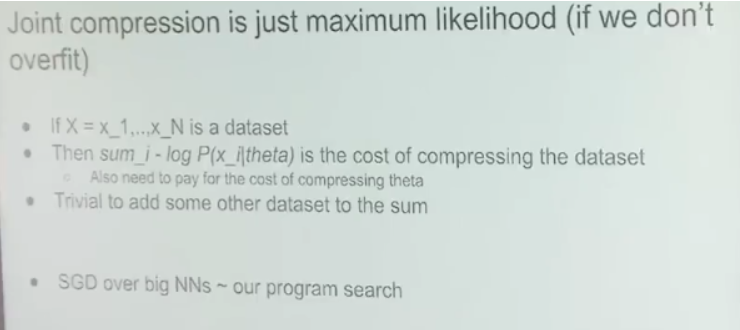 Joint compression is just maximum likelihood (if we don't
overfit)
• If X = x_1,..,x_N is a dataset
• Then sum_i - log P(x_i|theta) is the cost of compressing the dataset
○ Also need to pay for the cost of compressing theta
• Trivial to add some other dataset to the sum
• SGD over big NNs ~ our program search